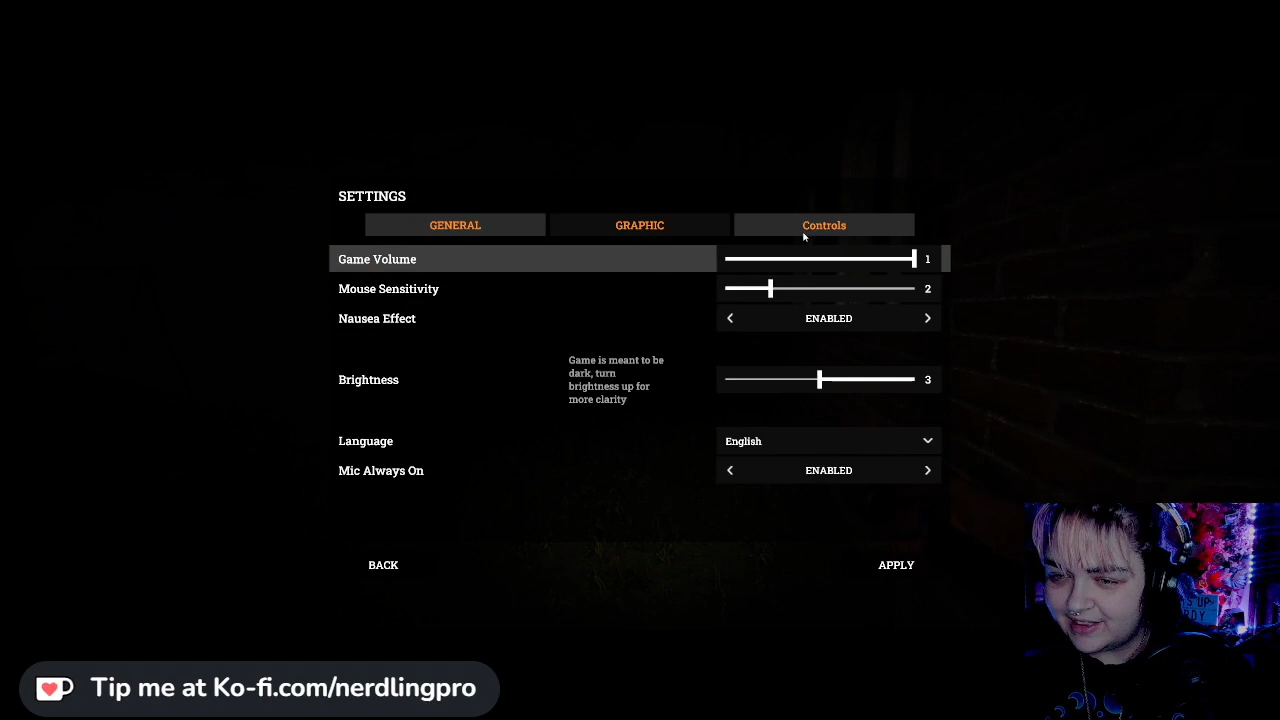 SETTINGS
GENERAL GRAPHIC Controls
Game Volume 1
Mouse Sensitivity 2
Nausea Effect ENABLED
Game is meant to be
dark, turn
brightness up for
more clarity
Brightness 3
Language English
Mic Always On ENABLED
BACK APPLY
Tip me at Ko-fi.com/nerdlingpro